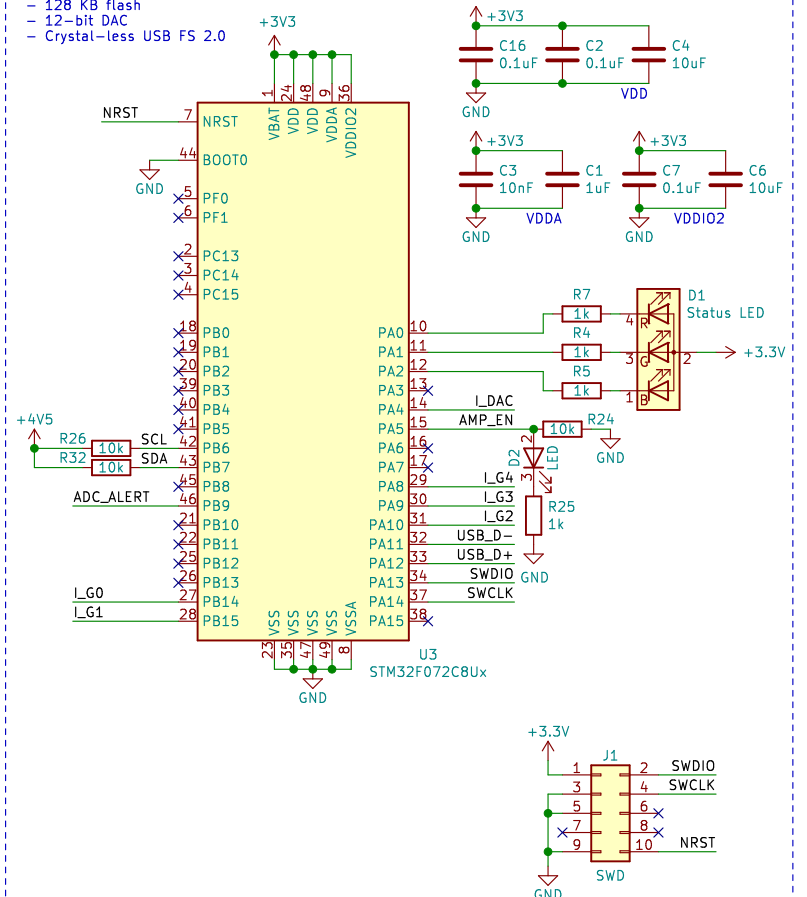 - 128 KB flash
- 12-bit DAC
- Crystal-less USB FS 2.0
+3V3
1
24
48
9
36
VBAT
VDD
VDD
VDDA
VDDIO2
NRST
7
NRST
44
BOOT0
GND
5
PF0
6
PF1
2
PC13
3
PC14
4
PC15
18
PB0
19
PB1
20
PB2
39
PB3
40
PB4
41
PB5
+4V5
R26
10k
SCL
42
PB6
R32
10k
SDA
43
PB7
45
PB8
ADC_ALERT
46
PB9
21
PB10
22
PB11
25
PB12
26
PB13
I_G0
27
PB14
I_G1
28
PB15
PA0
10
PA1
11
PA2
12
PA3
13
PA4
14
I_DAC
PA5
15
AMP_EN
PA6
16
PA7
17
PA8
29
I_G4
PA9
30
I_G3
PA10
31
I_G2
PA11
32
USB_D-
PA12
33
USB_D+
PA13
34
SWDIO
PA14
37
SWCLK
PA15
38
VSS
VSS
VSS
VSS
VSSA
23
35
47
49
8
GND
U3
STM32F072C8Ux
+3V3
C16
0.1uF
C2
0.1uF
C4
10uF
VDD
GND
+3V3
C3
10nF
C1
1uF
VDDA
GND
+3V3
C7
0.1uF
C6
10uF
VDDIO2
GND
R7
1k
R4
1k
R5
1k
D1
Status LED
4
R
3
G
1
B
2
+3.3V
R24
10k
GND
D2
LED
2
3
R25
1k
GND
+3.3V
J1
1
2
SWDIO
3
4
SWCLK
5
6
7
8
9
10
NRST
SWD
GND